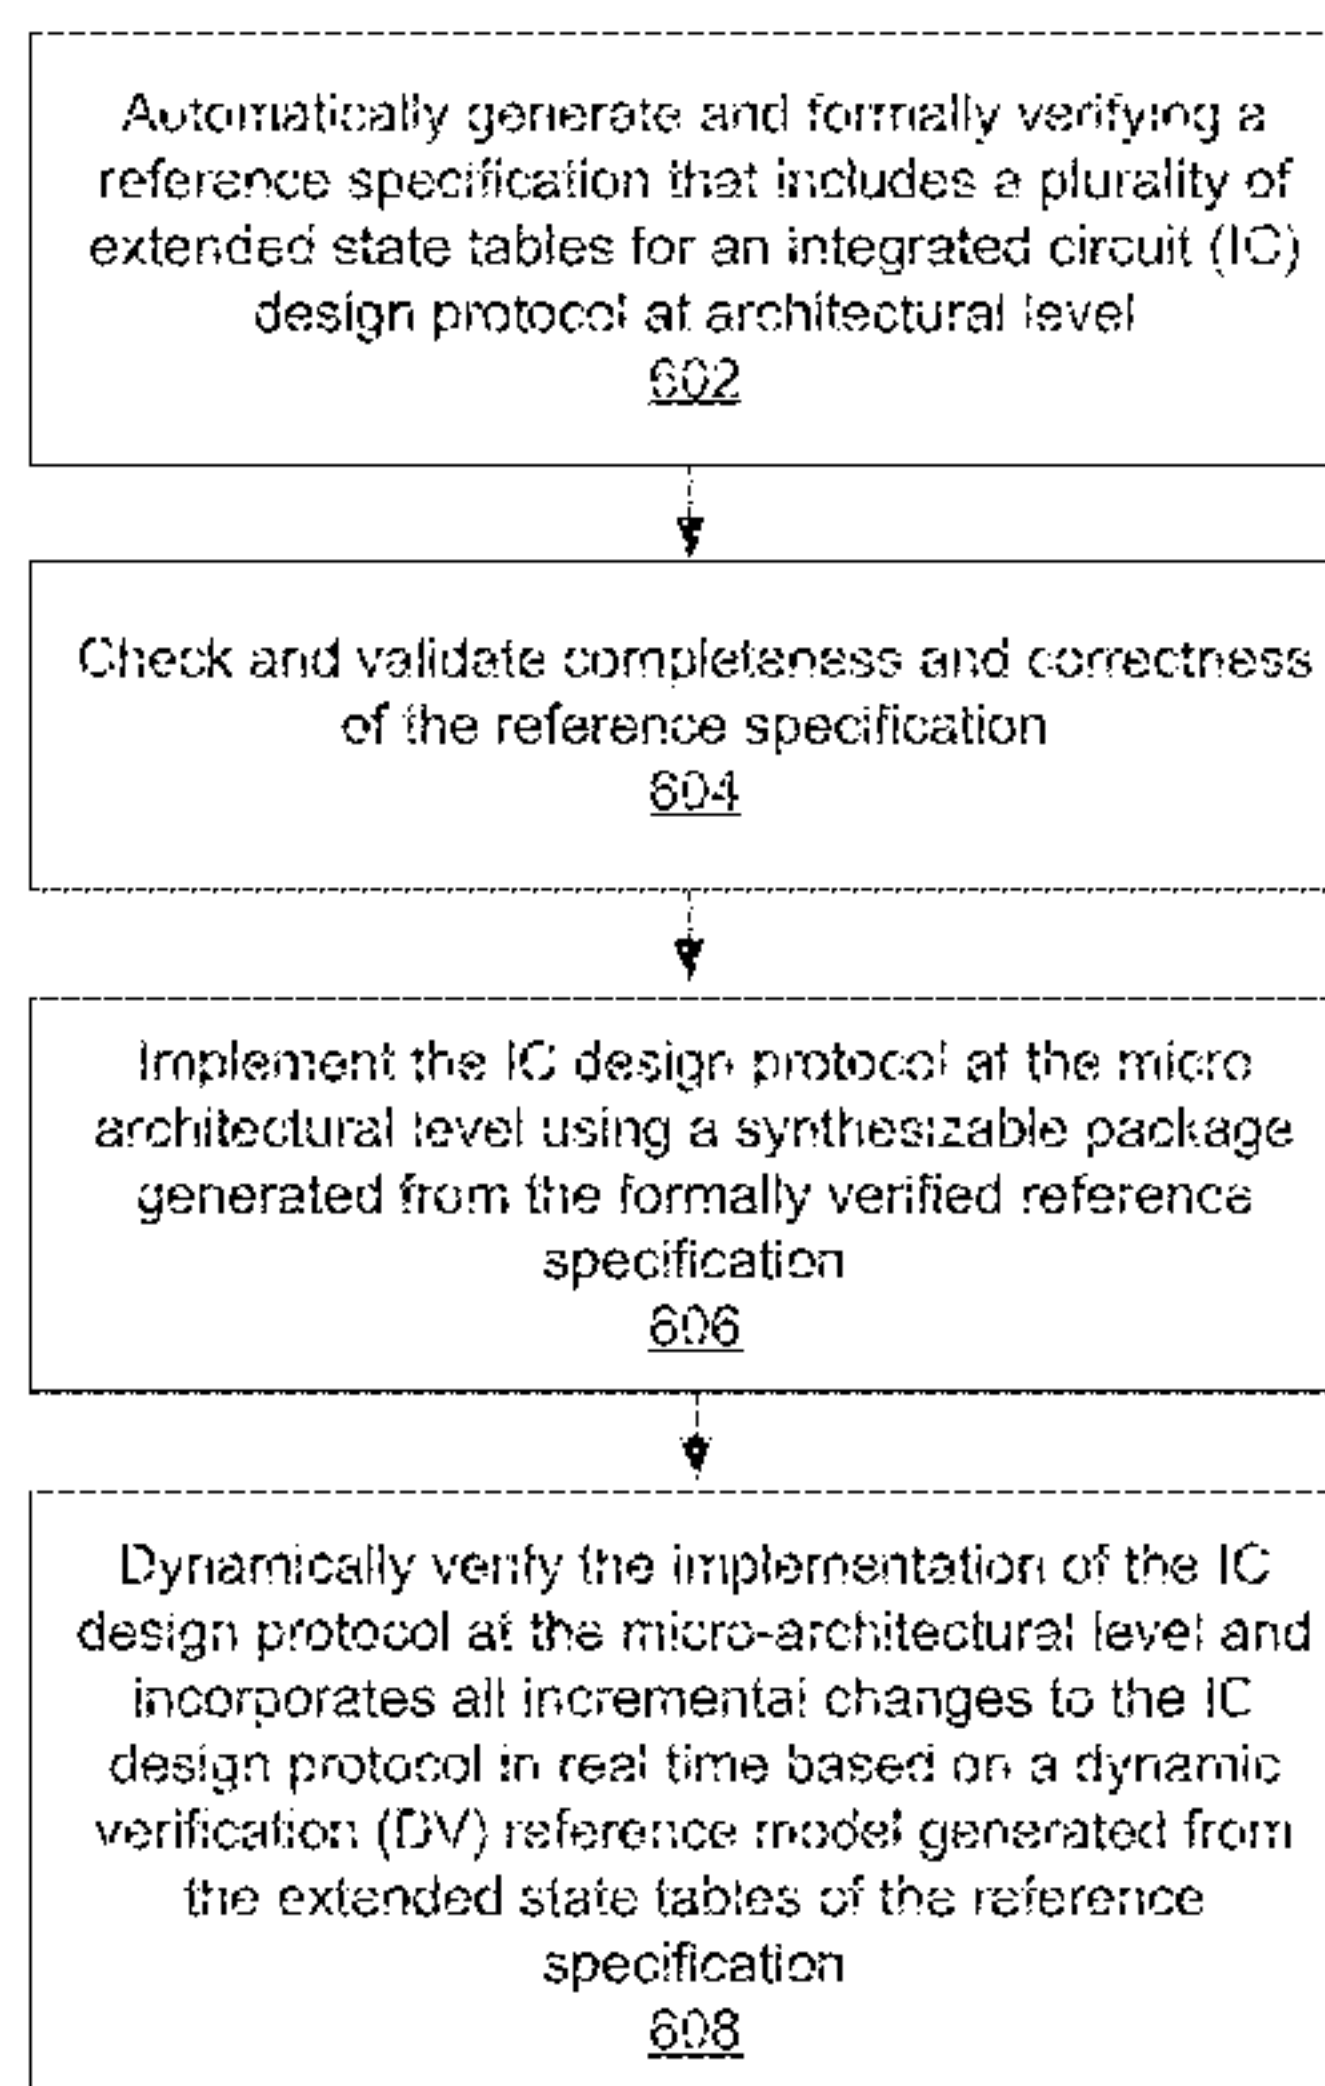 Automatically generate and formally verifying a
reference specification that includes a plurality of
extended state tables for an integrated circuit (IC)
design protocol at architectural level
602
Check and validate completeness and correctness
of the reference specification
604
Implement the IC design protocol at the micro
architectural level using a synthesizable package
generated from the formally verified reference
specification
606
Dynamically verify the implementation of the IC
design protocol at the micro-architectural level and
incorporates all incremental changes to the IC
design protocol in real time based on a dynamic
verification (DV) reference model generated from
the extended state tables of the reference
specification
608